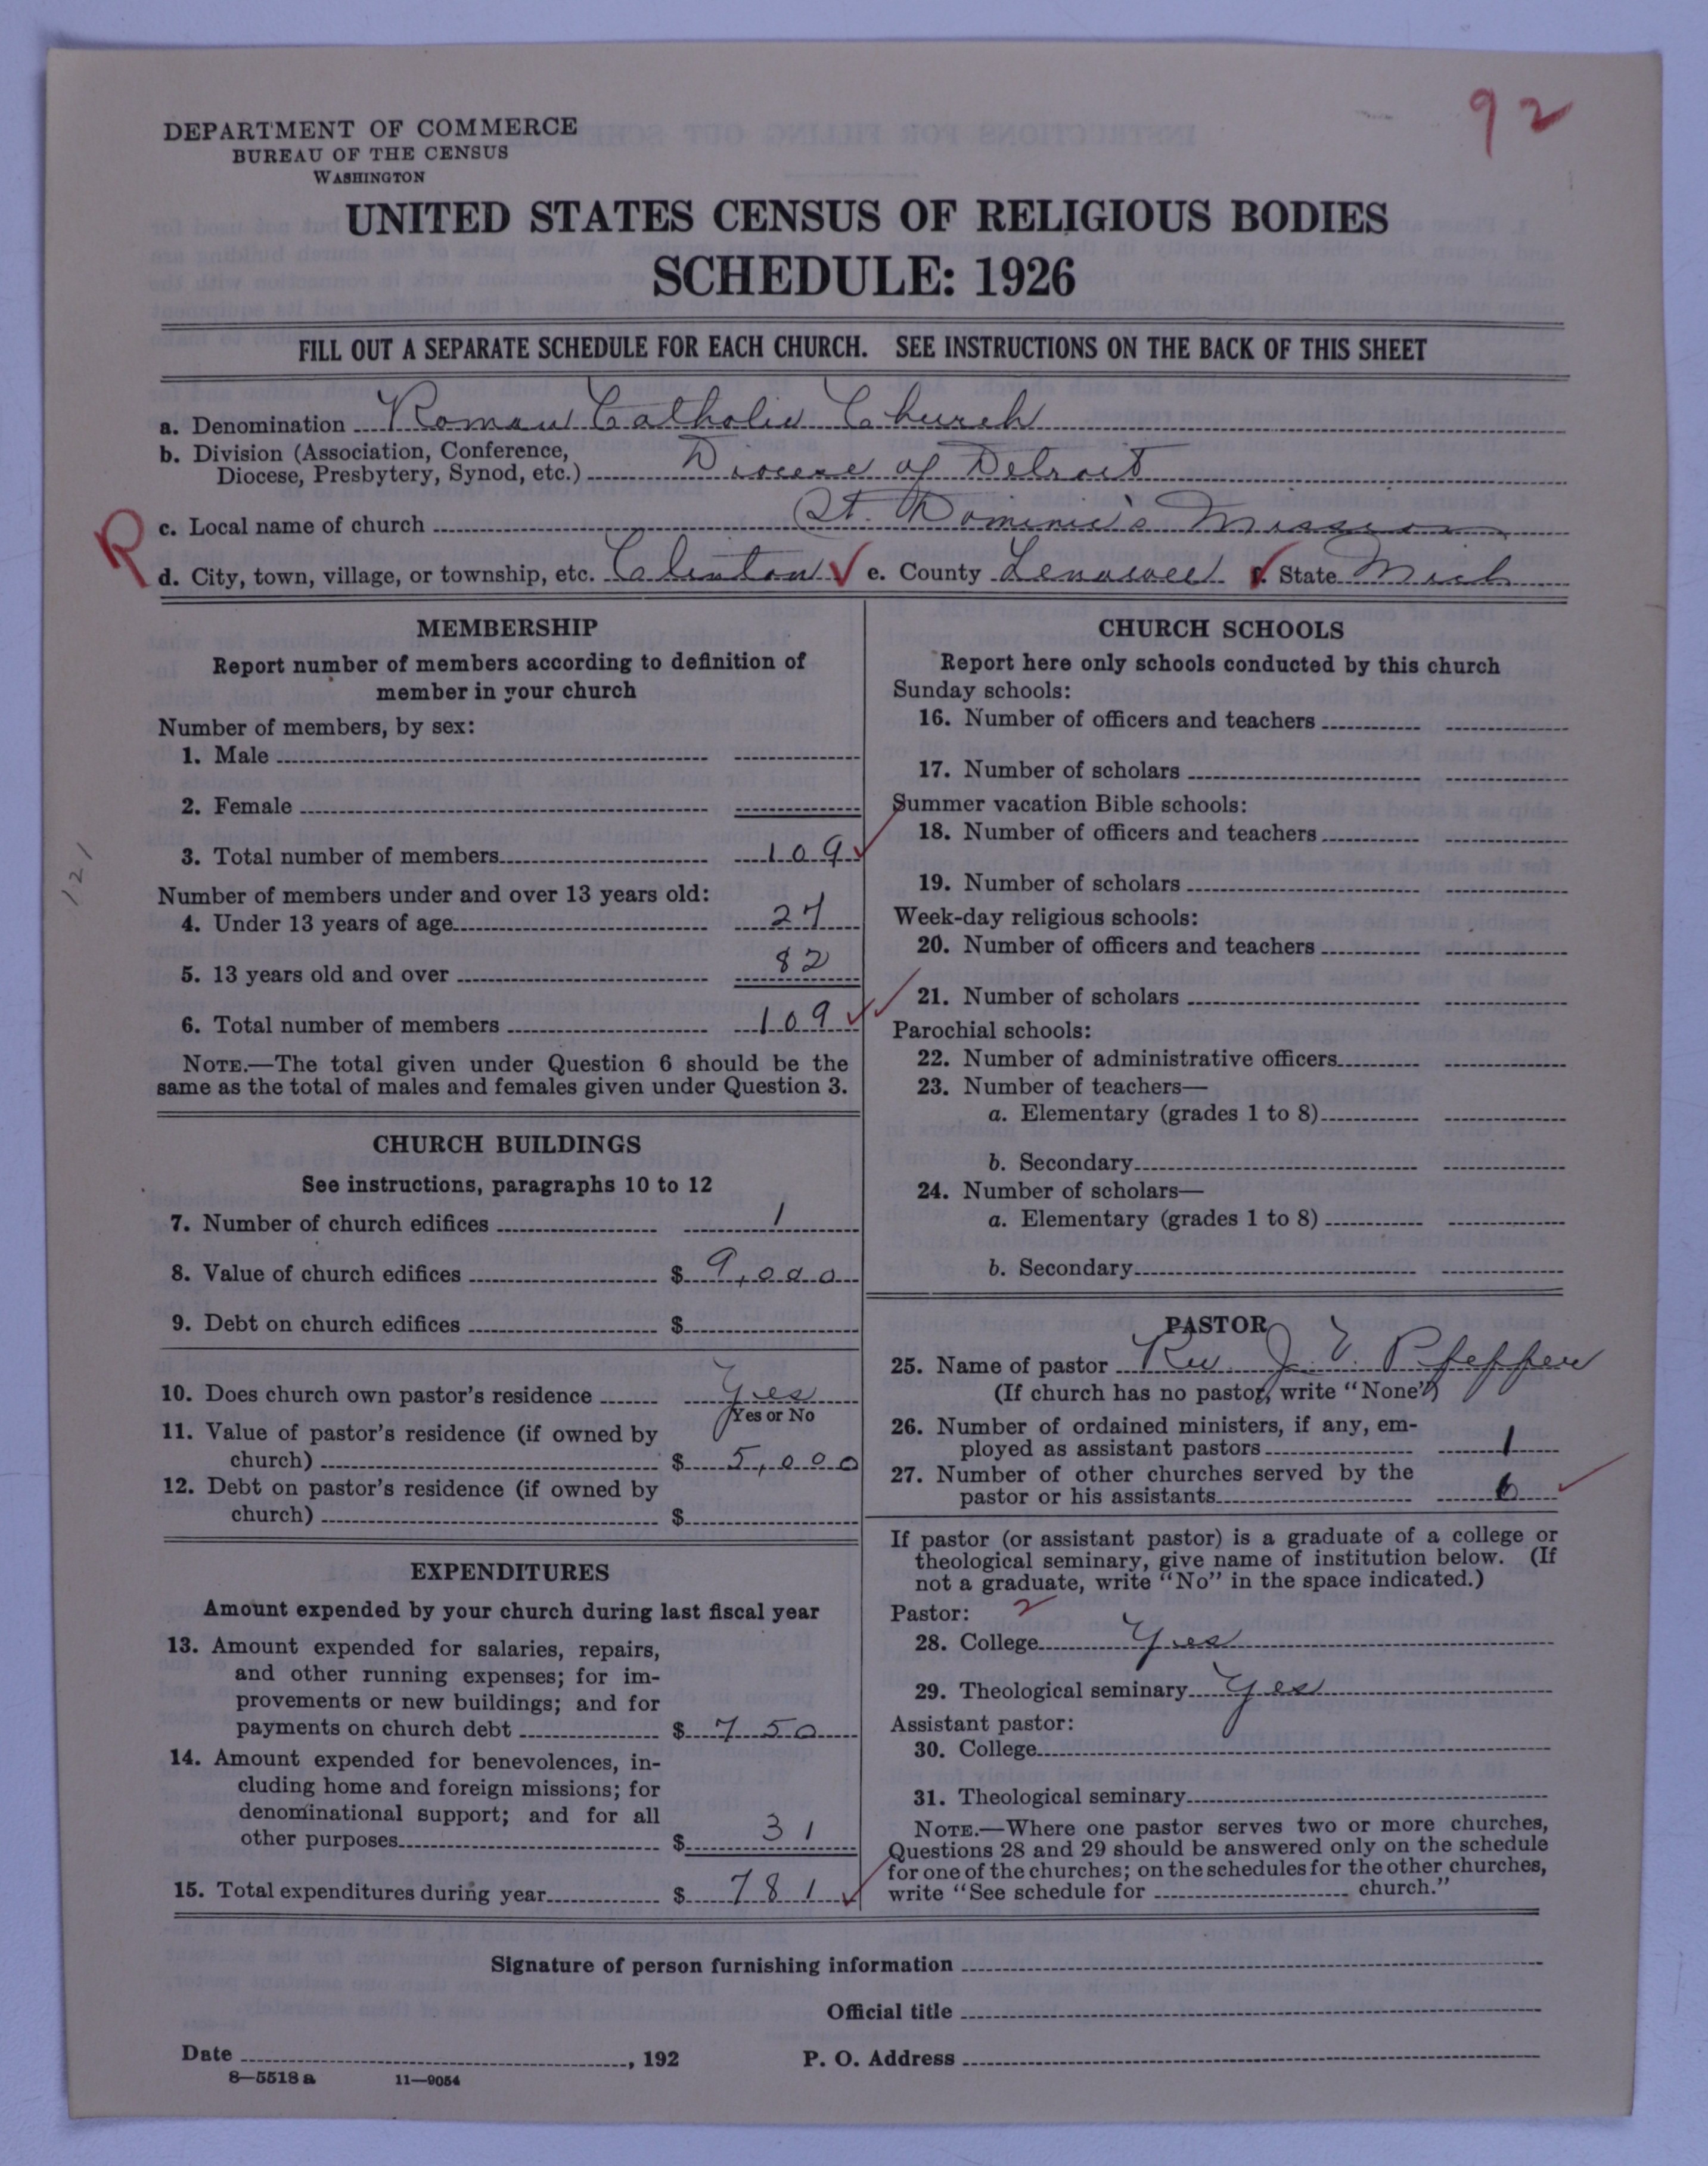 92
DEPARTMENT OF COMMERCE
BUREAU OF THE CENSUS
WASHINGTON
UNITED STATES CENSUS OF RELIGIOUS BODIES
SCHEDULE: 1926
FILL OUT A SEPARATE SCHEDULE FOR EACH CHURCH. SEE INSTRUCTIONS ON THE BACK OF THIS SHEET
a. Denomination Roman Catholic Church
b. Division (Association, Conference,
Diocese, Presbytery, Synod, etc.) Diocese of Detroit
c. Local name of church St. Dominic's Mission
R
d. City, town, village, or township, etc. Clinton e. County Lenawee f. State Mich
MEMBERSHIP
Report number of members according to definition of
member in your church
Number of members, by sex:
1. Male
2. Female
3. Total number of members 109
Number of members under and over 13 years old:
4. Under 13 years of age 27
5. 13 years old and over 82
6. Total number of members 109
NOTE.—The total given under Question 6 should be the
same as the total of males and females given under Question 3.
121
CHURCH BUILDINGS
See instructions, paragraphs 10 to 12
7. Number of church edifices 1
8. Value of church edifices $ 9,000
9. Debt on church edifices $
10. Does church own pastor's residence Yes
Yes or No
11. Value of pastor's residence (if owned by
church) $ 5,000
12. Debt on pastor's residence (if owned by
church) $
EXPENDITURES
Amount expended by your church during last fiscal year
13. Amount expended for salaries, repairs,
and other running expenses; for im-
provements or new buildings; and for
payments on church debt $ 750
14. Amount expended for benevolences, in-
cluding home and foreign missions; for
denominational support; and for all
other purposes $ 31
15. Total expenditures during year $ 781
CHURCH SCHOOLS
Report here only schools conducted by this church
Sunday schools:
16. Number of officers and teachers
17. Number of scholars
Summer vacation Bible schools:
18. Number of officers and teachers
19. Number of scholars
Week-day religious schools:
20. Number of officers and teachers
21. Number of scholars
Parochial schools:
22. Number of administrative officers
23. Number of teachers—
a. Elementary (grades 1 to 8)
b. Secondary
24. Number of scholars—
a. Elementary (grades 1 to 8)
b. Secondary
PASTOR
25. Name of pastor Rev. J. V. Pfeffer
(If church has no pastor, write "None")
26. Number of ordained ministers, if any, em-
ployed as assistant pastors 1
27. Number of other churches served by the
pastor or his assistants 6
If pastor (or assistant pastor) is a graduate of a college or
theological seminary, give name of institution below. (If
not a graduate, write "No" in the space indicated.)
Pastor: 2
28. College Yes
29. Theological seminary Yes
Assistant pastor:
30. College
31. Theological seminary
NOTE.—Where one pastor serves two or more churches,
Questions 28 and 29 should be answered only on the schedule
for one of the churches; on the schedules for the other churches,
write "See schedule for church."
Signature of person furnishing information
Official title
Date , 192 P. O. Address
8—5518 a 11—9054